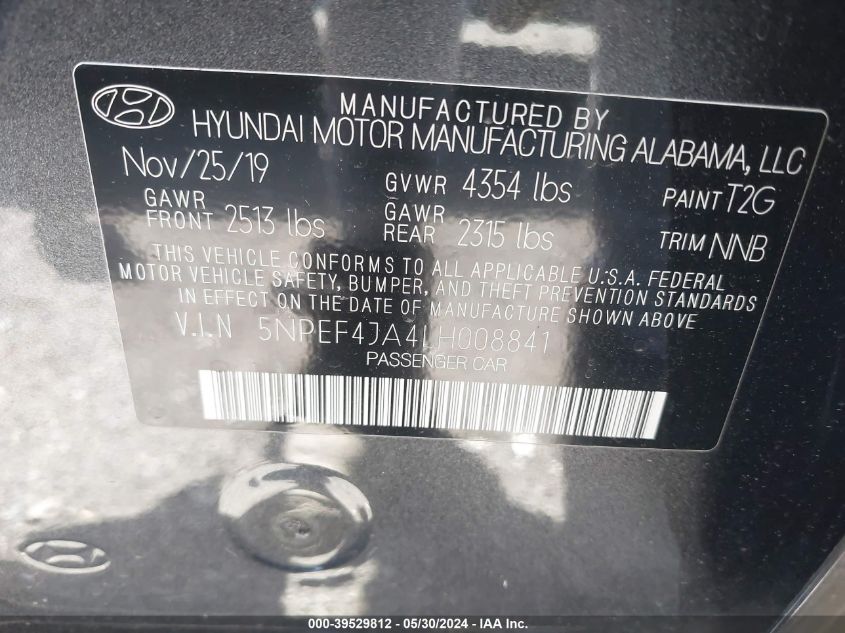 MANUFACTURED BY
HYUNDAI MOTOR MANUFACTURING ALABAMA, LLC
Nov/25/19 GVWR 4354 lbs PAINT T2G
GAWR FRONT 2513 lbs GAWR REAR 2315 lbs TRIM NNB
THIS VEHICLE CONFORMS TO ALL APPLICABLE U.S.A. FEDERAL
MOTOR VEHICLE SAFETY, BUMPER, AND THEFT PREVENTION STANDARDS
IN EFFECT ON THE DATE OF MANUFACTURE SHOWN ABOVE
V.I.N 5NPEF4JA4LH008841
PASSENGER CAR
000-39529812 - 05/30/2024 - IAA Inc.